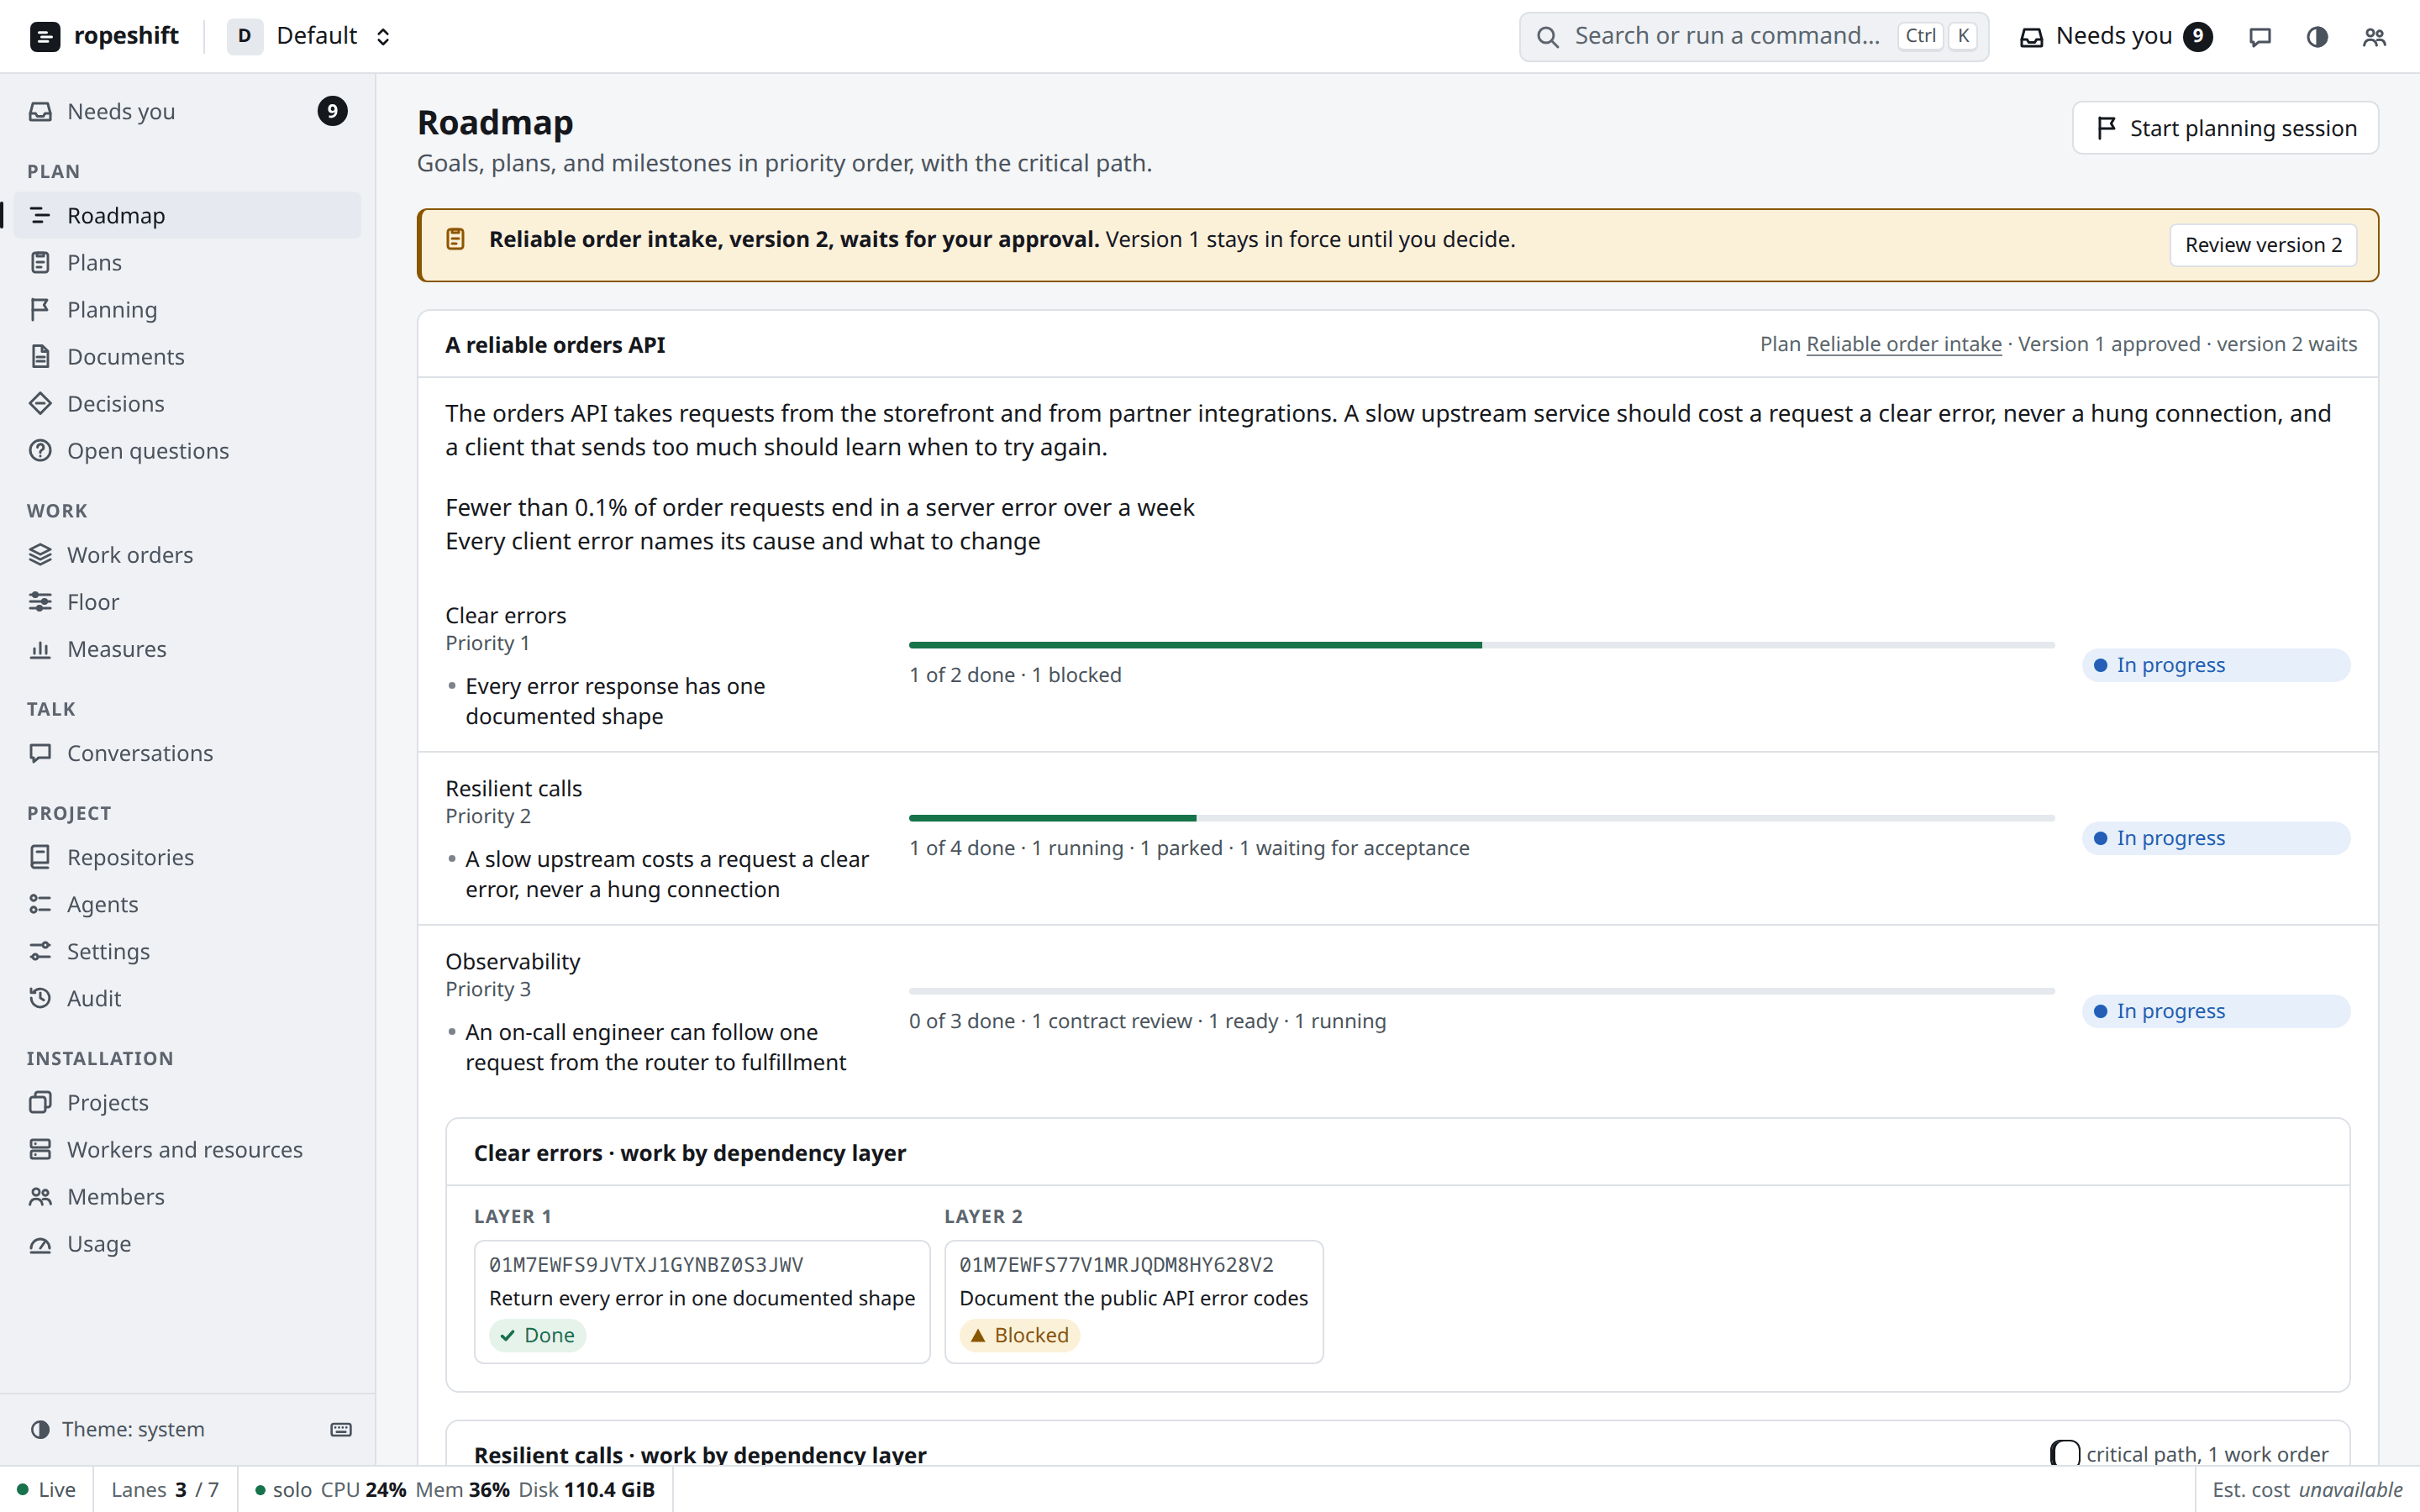 ropeshift
D Default
Search or run a command... Ctrl K
Needs you 9
Needs you 9
PLAN
Roadmap
Plans
Planning
Documents
Decisions
Open questions
WORK
Work orders
Floor
Measures
TALK
Conversations
PROJECT
Repositories
Agents
Settings
Audit
INSTALLATION
Projects
Workers and resources
Members
Usage
Theme: system
Roadmap
Goals, plans, and milestones in priority order, with the critical path.
Start planning session
Reliable order intake, version 2, waits for your approval. Version 1 stays in force until you decide.
Review version 2
A reliable orders API
Plan Reliable order intake · Version 1 approved · version 2 waits
The orders API takes requests from the storefront and from partner integrations. A slow upstream service should cost a request a clear error, never a hung connection, and
a client that sends too much should learn when to try again.
Fewer than 0.1% of order requests end in a server error over a week
Every client error names its cause and what to change
Clear errors
Priority 1
• Every error response has one
documented shape
1 of 2 done · 1 blocked
In progress
Resilient calls
Priority 2
• A slow upstream costs a request a clear
error, never a hung connection
1 of 4 done · 1 running · 1 parked · 1 waiting for acceptance
In progress
Observability
Priority 3
• An on-call engineer can follow one
request from the router to fulfillment
0 of 3 done · 1 contract review · 1 ready · 1 running
In progress
Clear errors · work by dependency layer
LAYER 1
01M7EWFS9JVTXJ1GYNBZ0S3JWV
Return every error in one documented shape
Done
LAYER 2
01M7EWFS77V1MRJQDM8HY628V2
Document the public API error codes
Blocked
Resilient calls · work by dependency layer
critical path, 1 work order
Live
Lanes 3 / 7
solo CPU 24% Mem 36% Disk 110.4 GiB
Est. cost unavailable